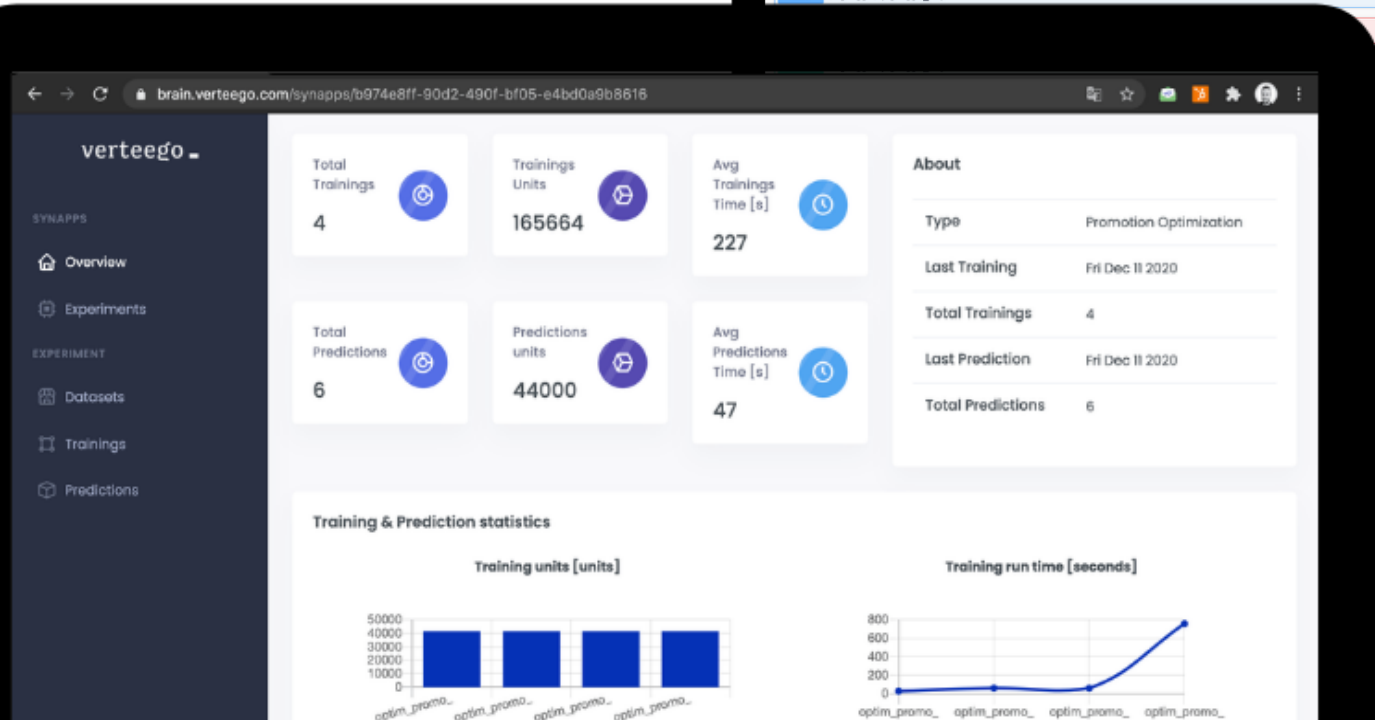 brain.verteego.com/synapps/b974e8ff-90d2-490f-bf05-e4bd0a9b8616
verteego
SYNAPPS
Overview
Experiments
EXPERIMENT
Datasets
Trainings
Predictions
Total
Trainings
4
Trainings
Units
165664
Avg
Trainings
Time [s]
227
Total
Predictions
6
Predictions
units
44000
Avg
Predictions
Time [s]
47
About
Type Promotion Optimization
Last Training Fri Dec 11 2020
Total Trainings 4
Last Prediction Fri Dec 11 2020
Total Predictions 6
Training & Prediction statistics
Training units [units]
50000
40000
30000
20000
10000
0
optim_promo_ optim_promo_ optim_promo_ optim_promo_
Training run time [seconds]
800
600
400
200
0
optim_promo_ optim_promo_ optim_promo_ optim_promo_